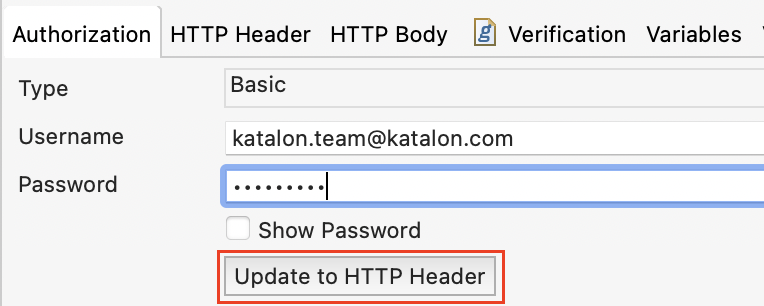 Authorization HTTP Header HTTP Body g Verification Variables
Type Basic
Username katalon.team@katalon.com
Password •••••••••
Show Password
Update to HTTP Header